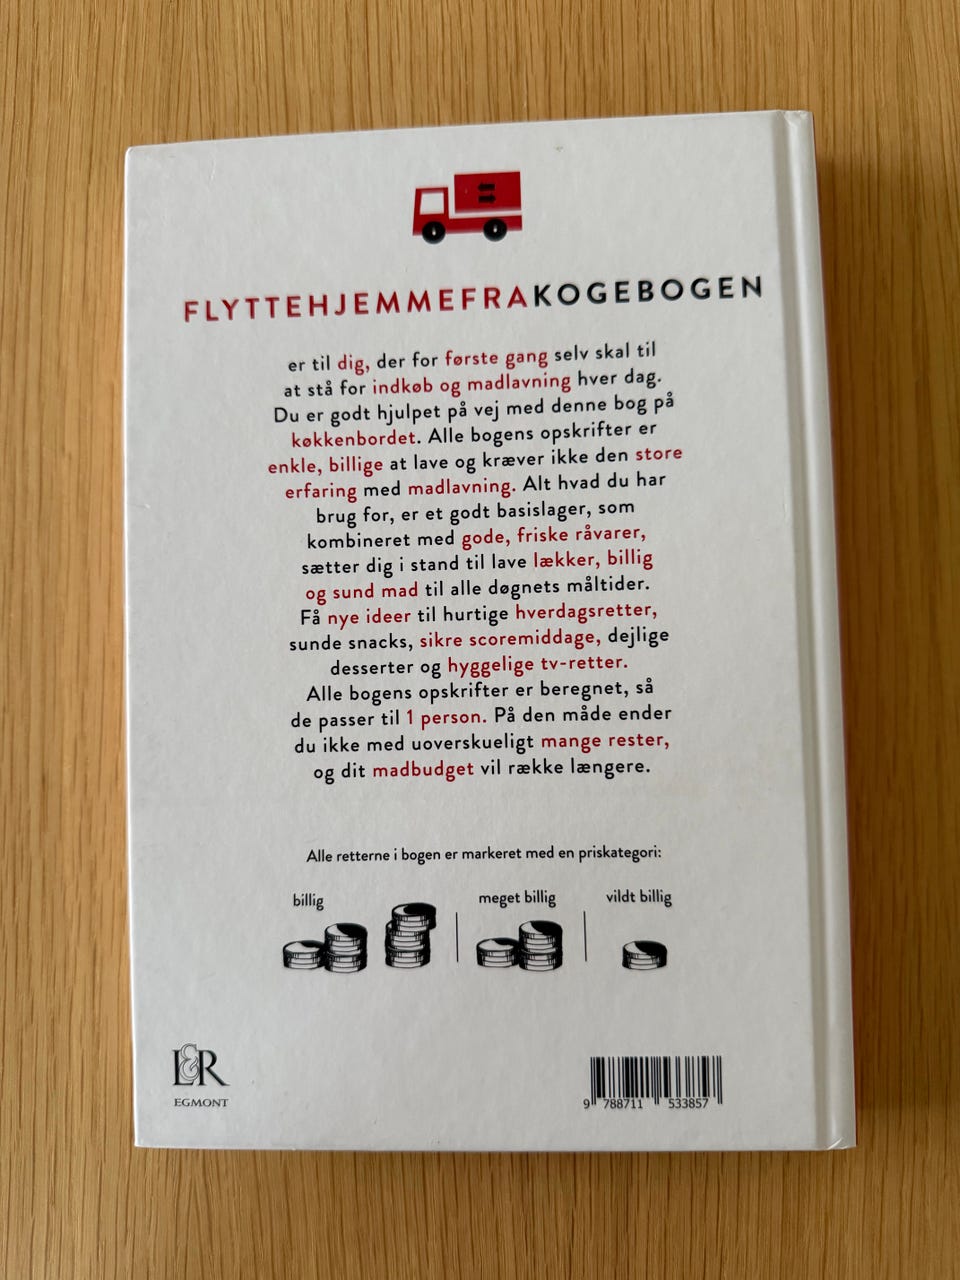 FLYTTEHJEMMEFRAKOGEBOGEN
er til dig, der for første gang selv skal til
at stå for indkøb og madlavning hver dag.
Du er godt hjulpet på vej med denne bog på
køkkenbordet. Alle bogens opskrifter er
enkle, billige at lave og kræver ikke den store
erfaring med madlavning. Alt hvad du har
brug for, er et godt basislager, som
kombineret med gode, friske råvarer,
sætter dig i stand til lave lækker, billig
og sund mad til alle døgnets måltider.
Få nye ideer til hurtige hverdagsretter,
sunde snacks, sikre scoremiddage, dejlige
desserter og hyggelige tv-retter.
Alle bogens opskrifter er beregnet, så
de passer til 1 person. På den måde ender
du ikke med uoverskueligt mange rester,
og dit madbudget vil række længere.
Alle retterne i bogen er markeret med en priskategori:
billig meget billig vildt billig
L&R
EGMONT
9 788711 533857